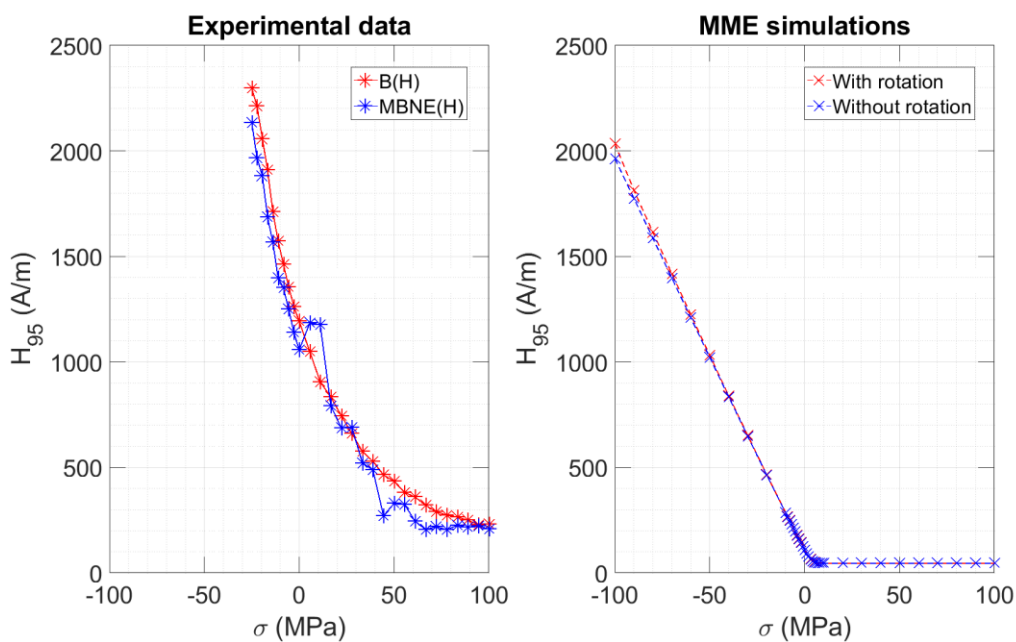 Experimental data
2500
2000
1500
1000
500
0
H95 (A/m)
B(H)
MBNE(H)
-100
-50
0
50
100
σ (MPa)
MME simulations
2500
2000
1500
1000
500
0
H95 (A/m)
With rotation
Without rotation
-100
-50
0
50
100
σ (MPa)